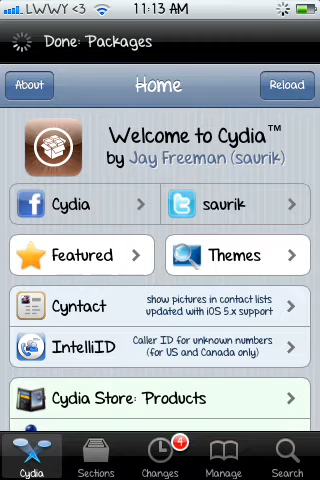 LWWY <3 11:13 AM
Done: Packages
About Home Reload
Welcome to Cydia™
by Jay Freeman (saurik)
Cydia saurik
Featured Themes
Cyntact show pictures in contact lists
updated with iOS 5.x support
IntelliID Caller ID for unknown numbers
(for US and Canada only)
Cydia Store: Products
4
Cydia Sections Changes Manage Search